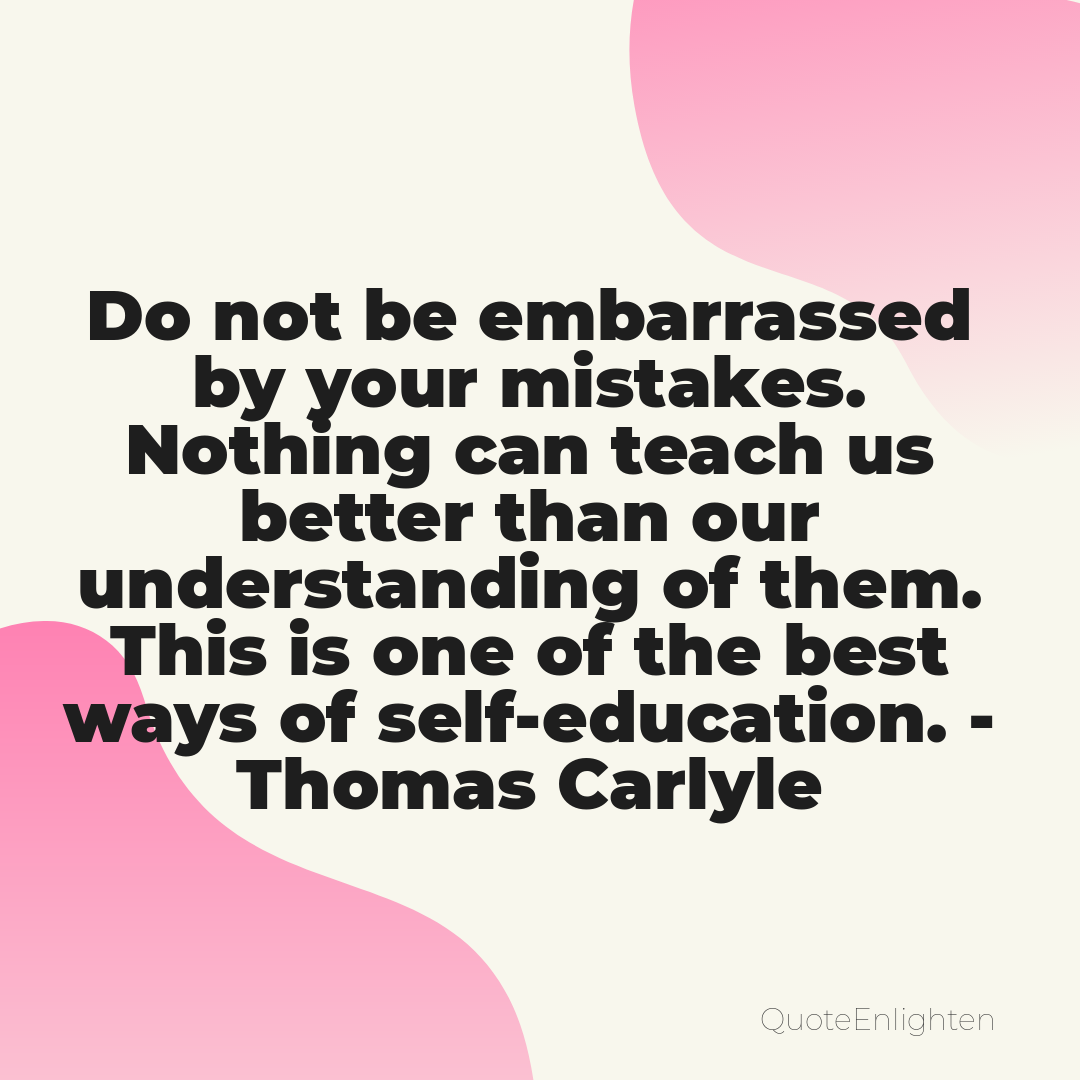 Do not be embarrassed
by your mistakes.
Nothing can teach us
better than our
understanding of them.
This is one of the best
ways of self-education. -
Thomas Carlyle
QuoteEnlighten